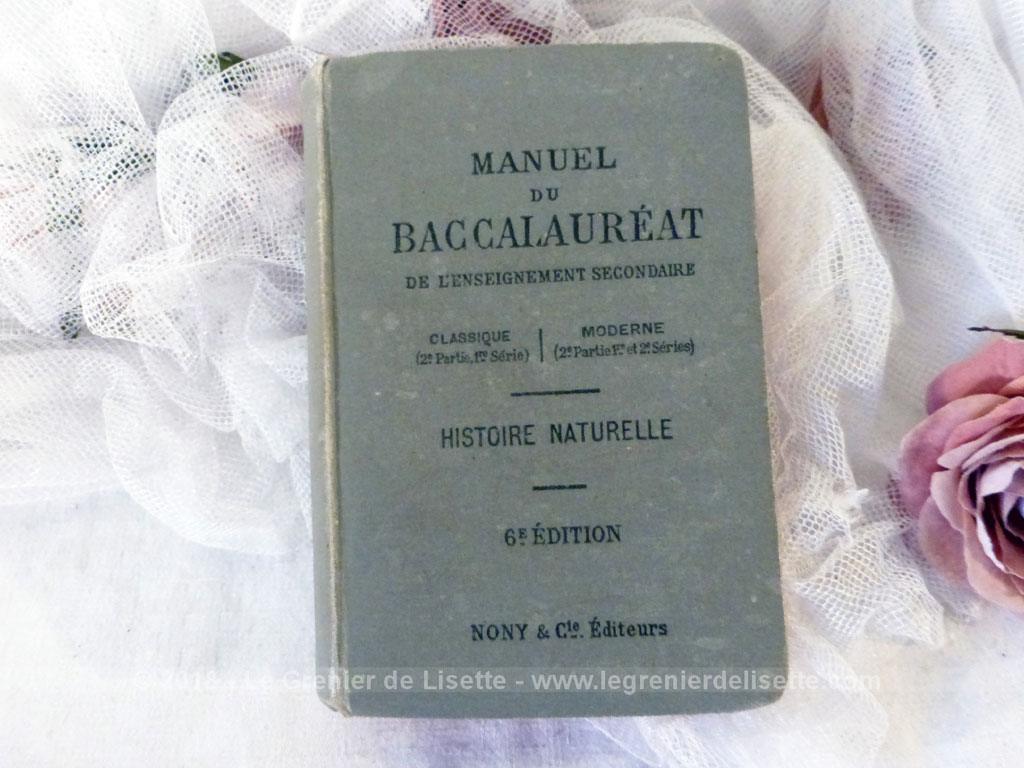 MANUEL
DU
BACCALAURÉAT
DE L'ENSEIGNEMENT SECONDAIRE
CLASSIQUE
(2e Partie, 1re Série)
MODERNE
(2e Partie 1re et 2e Séries)
HISTOIRE NATURELLE
6E ÉDITION
NONY & Cie. Éditeurs
© 2018 - Le Grenier de Lisette - www.legrenierdelisette.com